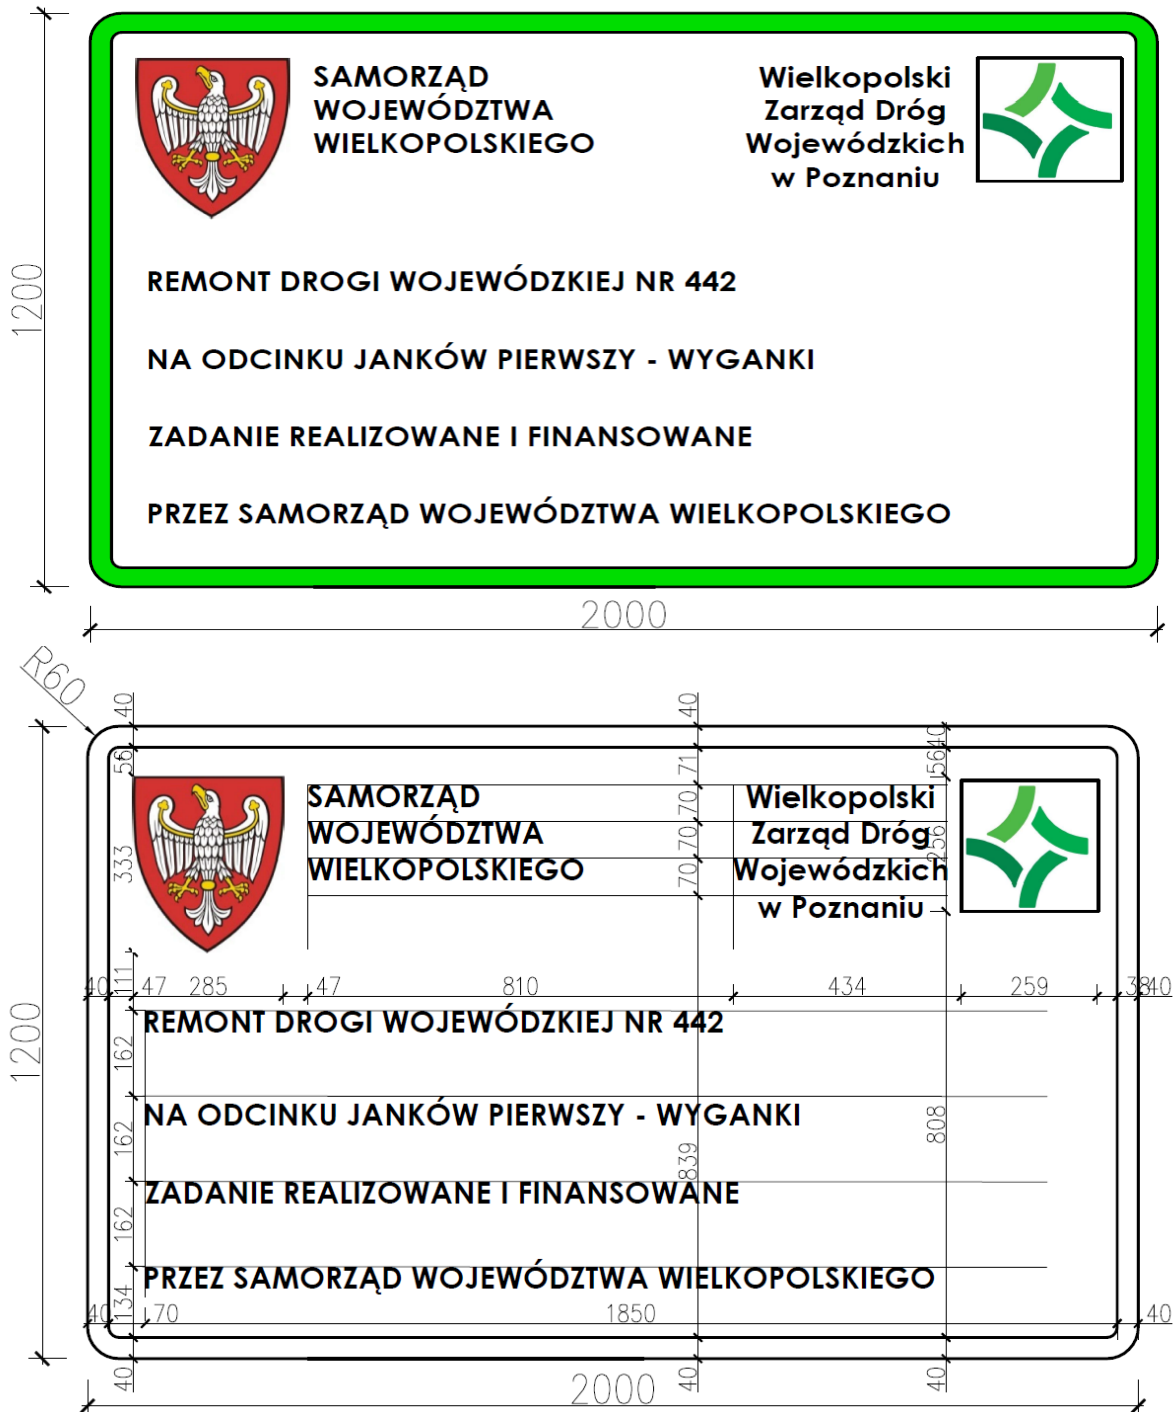 SAMORZĄD
WOJEWÓDZTWA
WIELKOPOLSKIEGO
Wielkopolski
Zarząd Dróg
Wojewódzkich
w Poznaniu
REMONT DROGI WOJEWÓDZKIEJ NR 442
NA ODCINKU JANKÓW PIERWSZY - WYGANKI
ZADANIE REALIZOWANE I FINANSOWANE
PRZEZ SAMORZĄD WOJEWÓDZTWA WIELKOPOLSKIEGO
1200
2000
R60
40
40
40
56
71
56
SAMORZĄD
WOJEWÓDZTWA
WIELKOPOLSKIEGO
70
70
70
Wielkopolski
Zarząd Dróg
Wojewódzkich
w Poznaniu
333
256
40
111
47
285
47
810
434
259
38
40
REMONT DROGI WOJEWÓDZKIEJ NR 442
162
NA ODCINKU JANKÓW PIERWSZY - WYGANKI
162
839
808
ZADANIE REALIZOWANE I FINANSOWANE
162
PRZEZ SAMORZĄD WOJEWÓDZTWA WIELKOPOLSKIEGO
134
40
70
1850
40
1200
40
40
40
2000